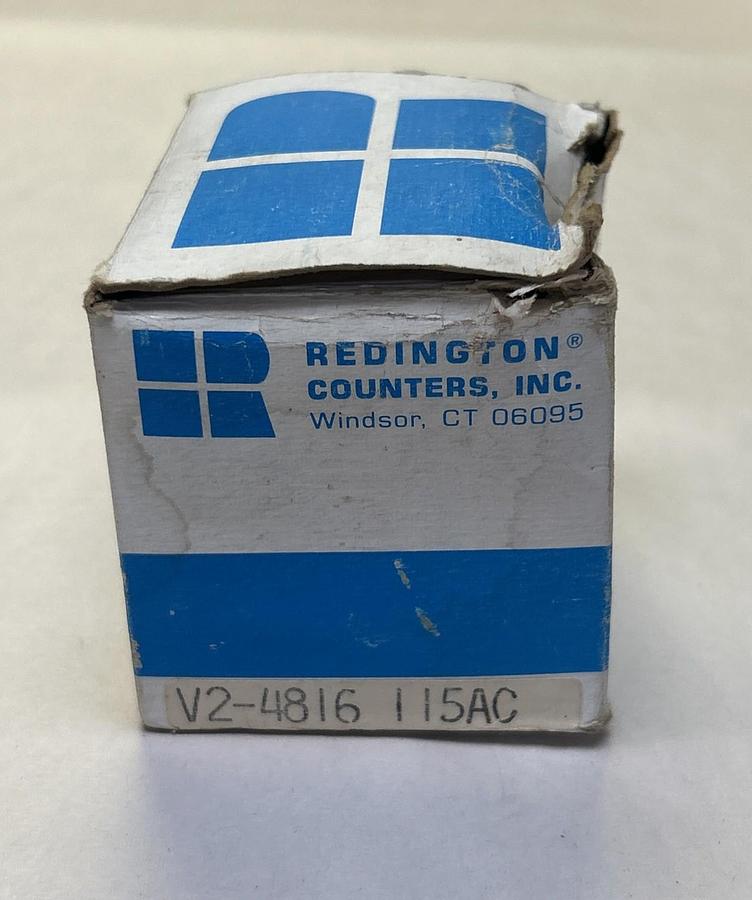 REDINGTON®
COUNTERS, INC.
Windsor, CT 06095
V2-4816 115AC